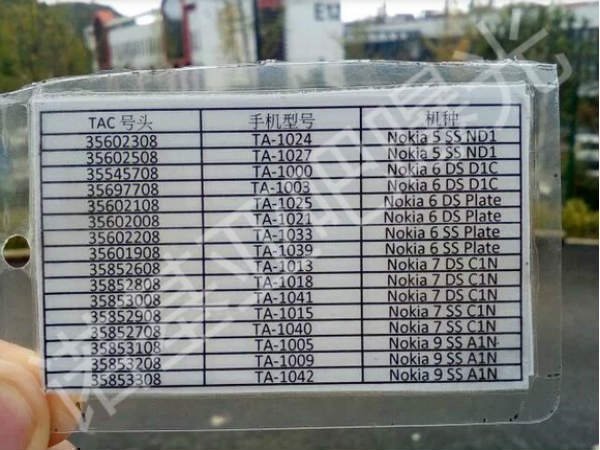 TAC 号头 手机型号 机种
35602308 TA-1024 Nokia 5 SS ND1
35602508 TA-1027 Nokia 5 SS ND1
35545708 TA-1000 Nokia 6 DS D1C
35697708 TA-1003 Nokia 6 DS D1C
35602108 TA-1025 Nokia 6 DS Plate
35602008 TA-1021 Nokia 6 DS Plate
35602208 TA-1033 Nokia 6 SS Plate
35601908 TA-1039 Nokia 6 SS Plate
35852608 TA-1013 Nokia 7 DS C1N
35852808 TA-1018 Nokia 7 DS C1N
35853008 TA-1041 Nokia 7 DS C1N
35852908 TA-1015 Nokia 7 SS C1N
35852708 TA-1040 Nokia 7 SS C1N
35853108 TA-1005 Nokia 9 SS A1N
35853208 TA-1009 Nokia 9 SS A1N
35853308 TA-1042 Nokia 9 SS A1N
诺基亚吧曝光